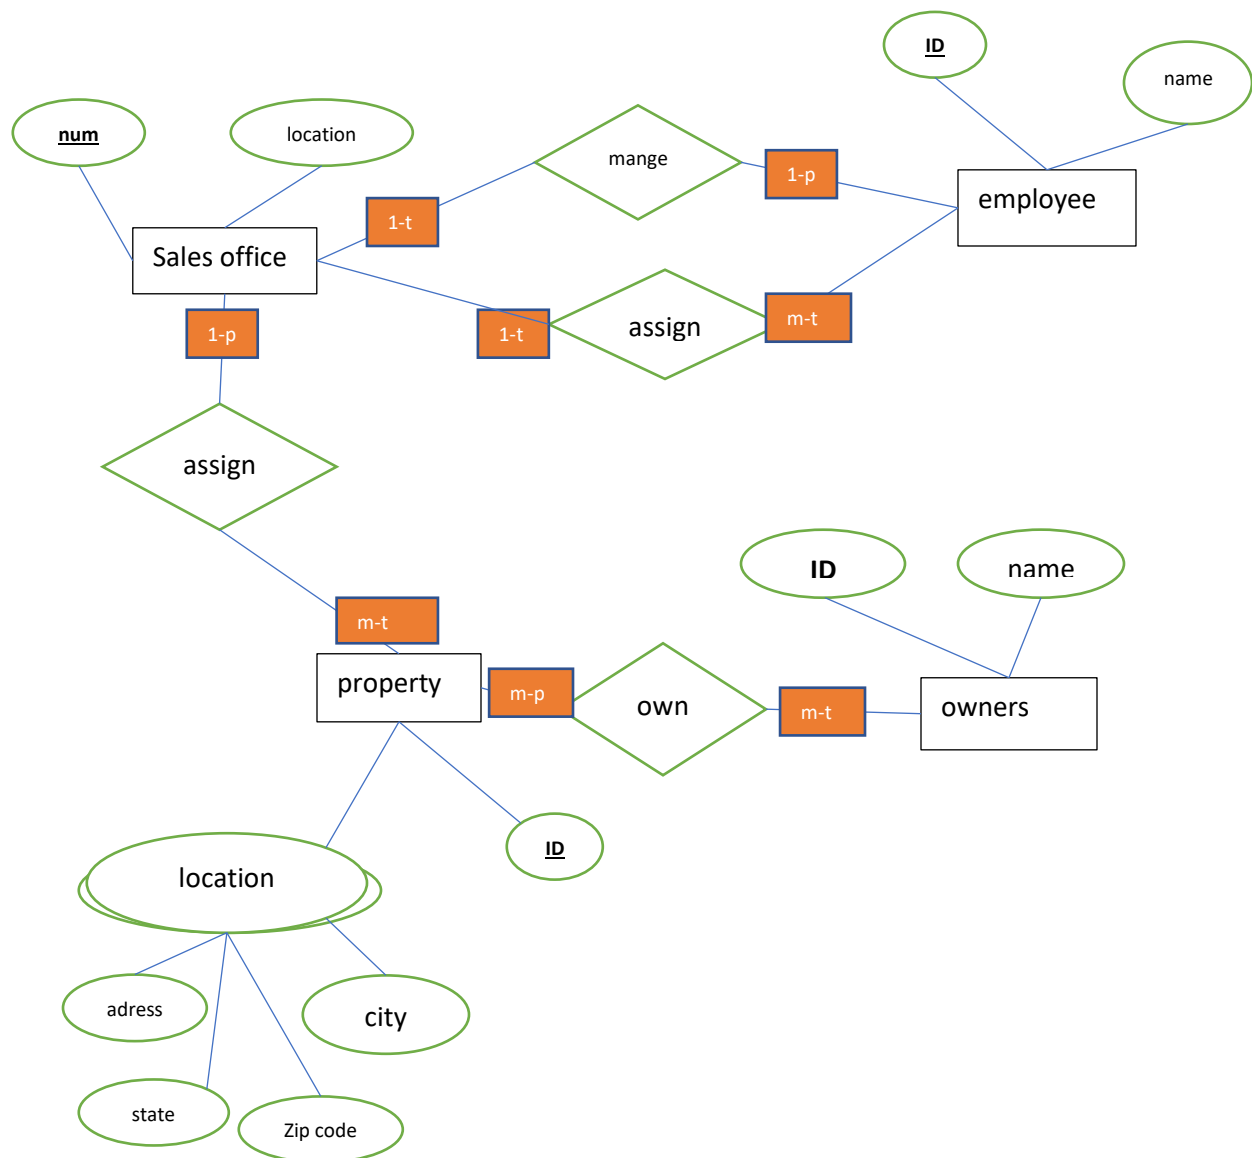 ID
name
num
location
mange
1-p
employee
1-t
Sales office
1-p
1-t
assign
m-t
assign
ID
name
m-t
property
m-p
own
m-t
owners
ID
location
adress
city
state
Zip code